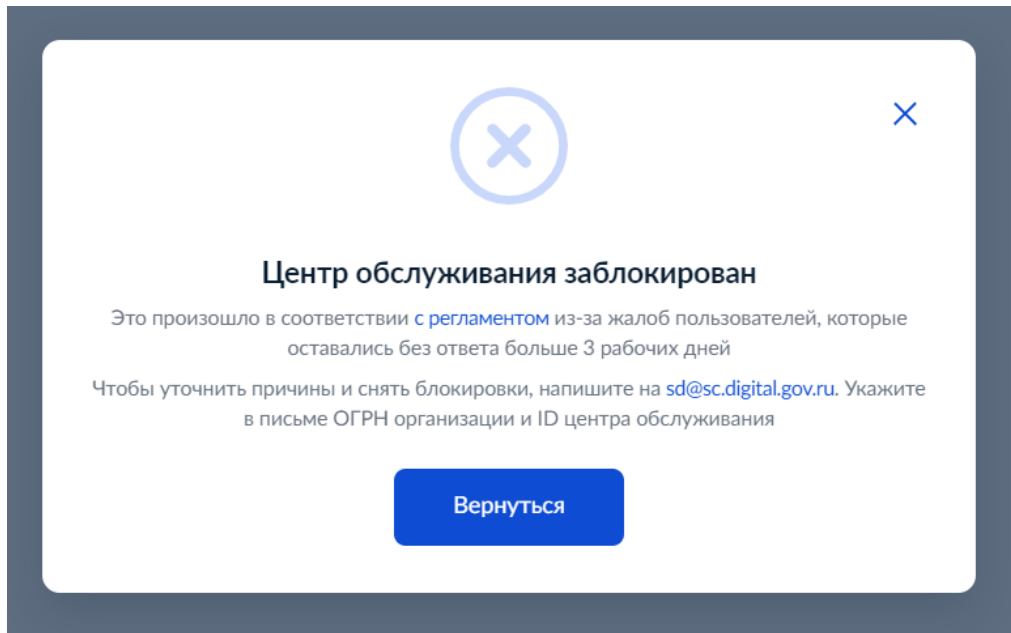 Центр обслуживания заблокирован
Это произошло в соответствии с регламентом из-за жалоб пользователей, которые
оставались без ответа больше 3 рабочих дней
Чтобы уточнить причины и снять блокировки, напишите на sd@sc.digital.gov.ru. Укажите
в письме ОГРН организации и ID центра обслуживания
Вернуться